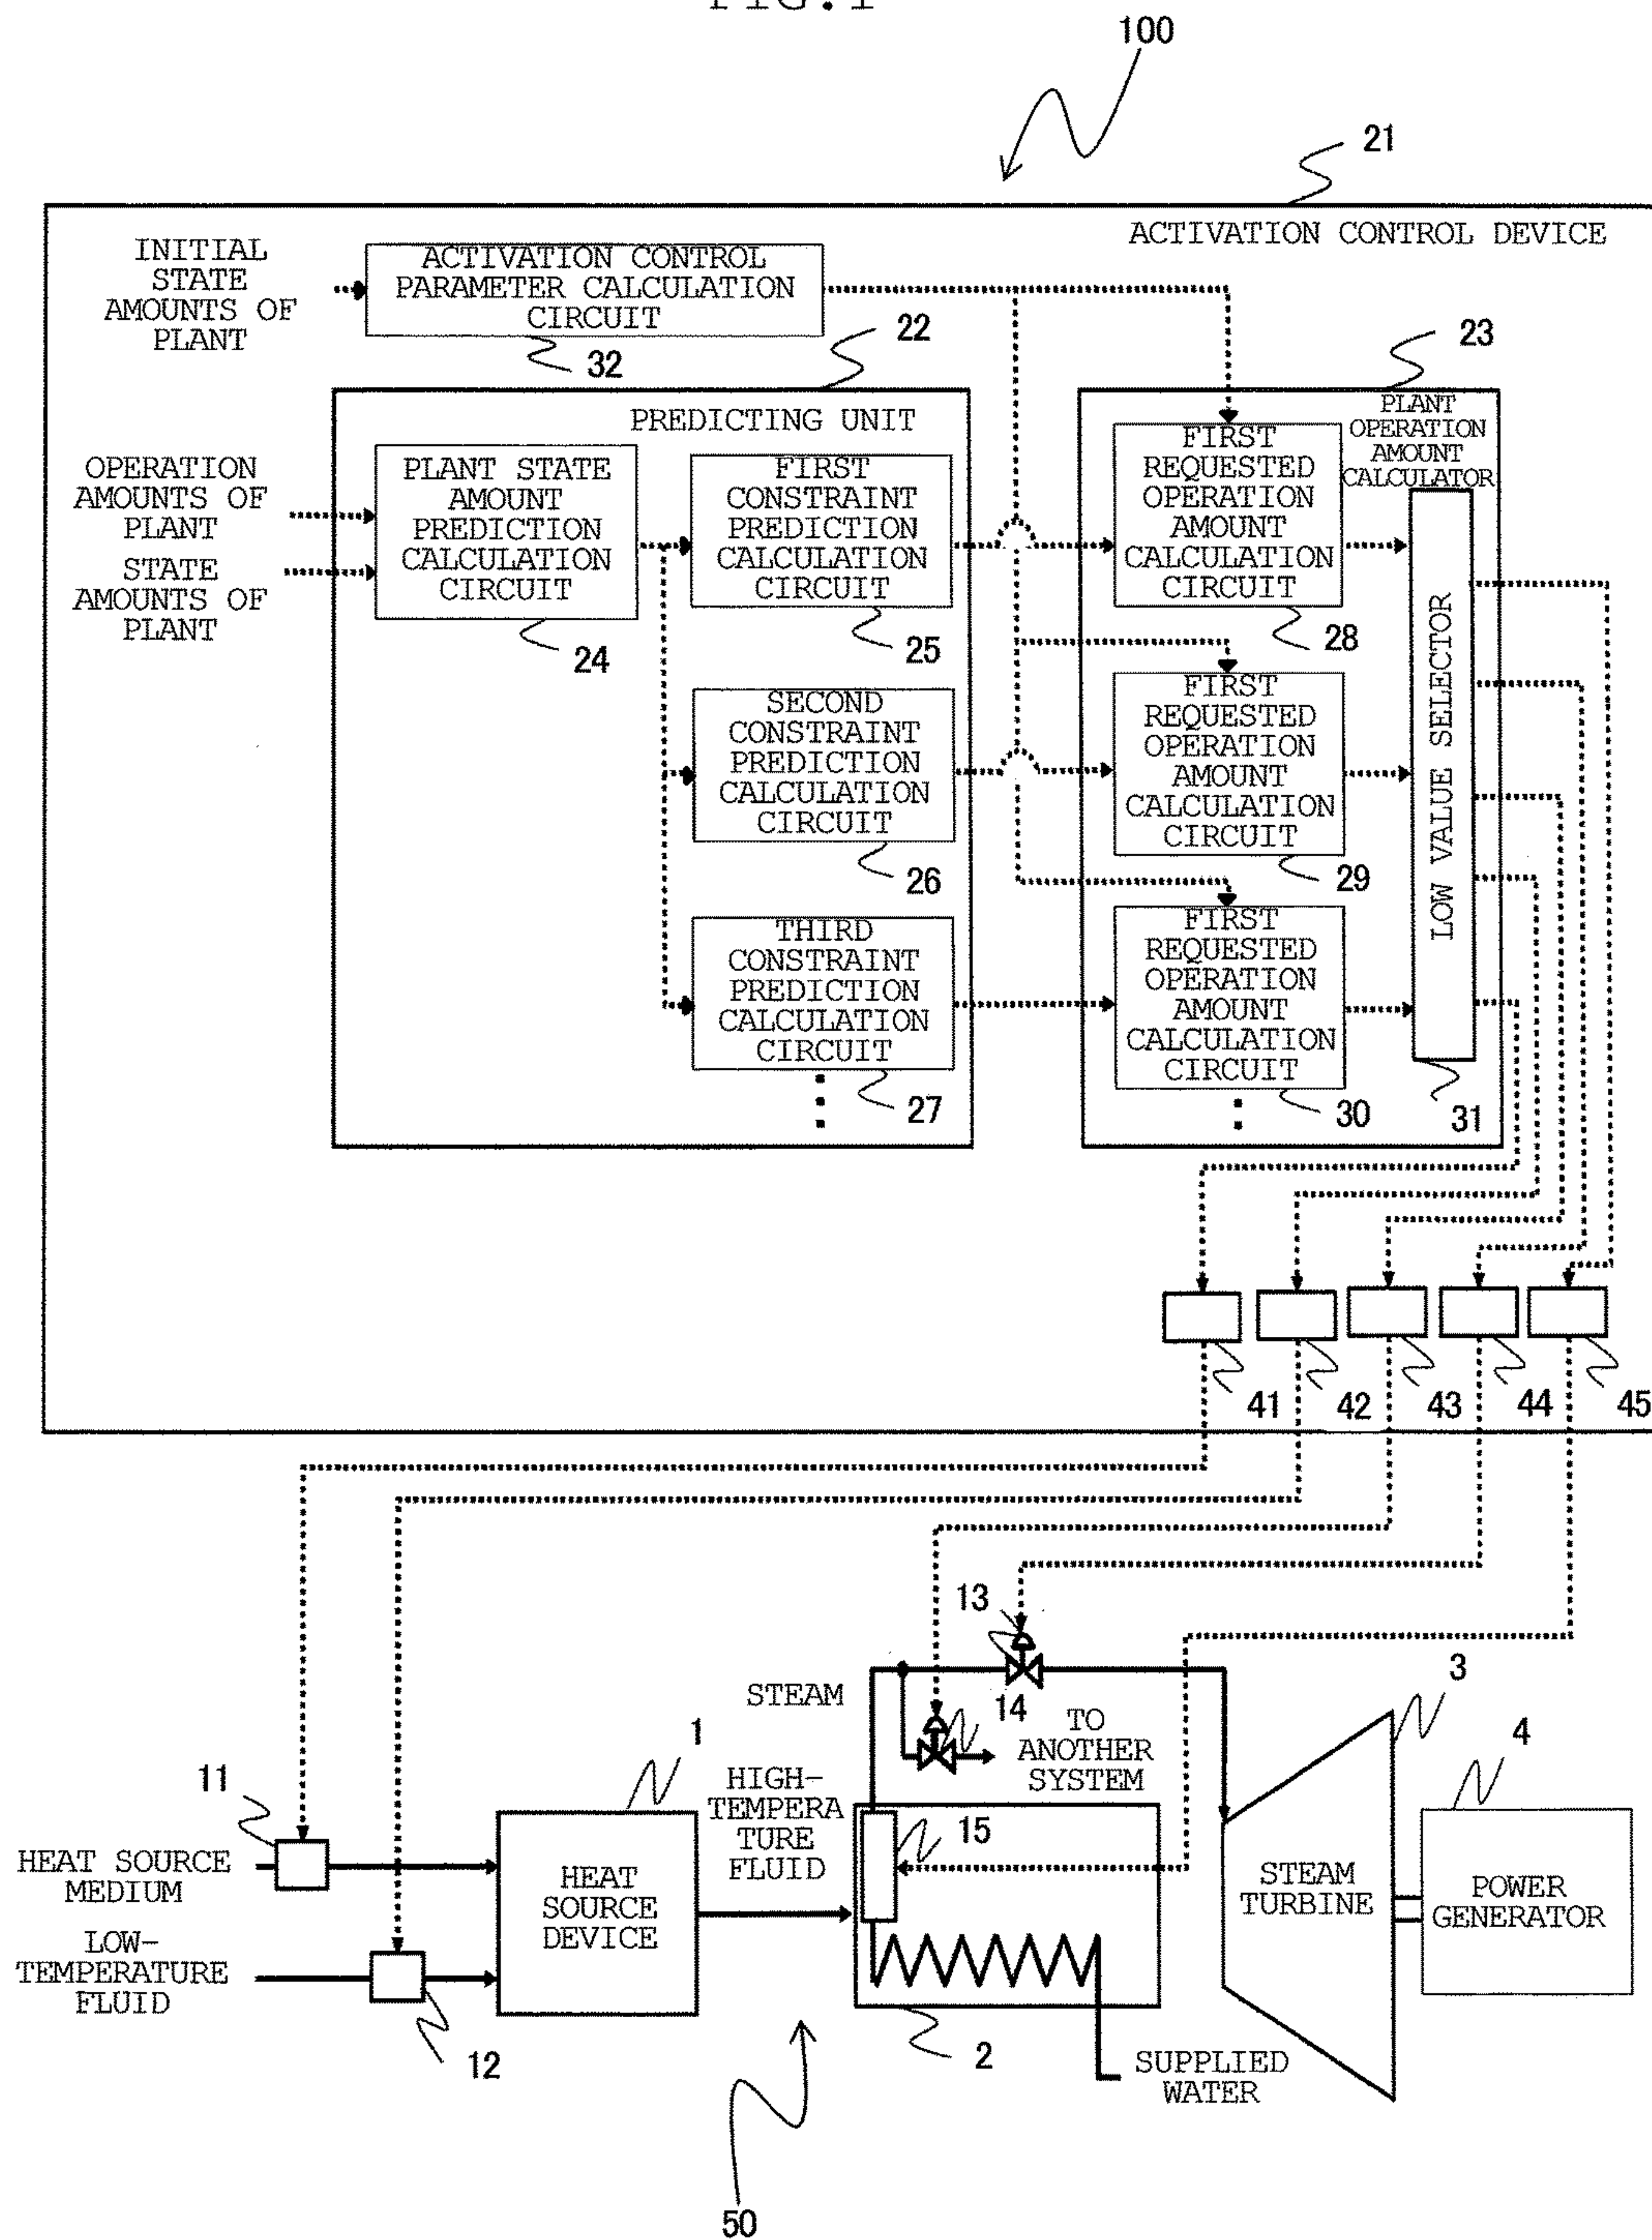 FIG.1
100
21
ACTIVATION CONTROL DEVICE
INITIAL
STATE
AMOUNTS OF
PLANT
ACTIVATION CONTROL
PARAMETER CALCULATION
CIRCUIT
32
22
23
PREDICTING UNIT
PLANT
OPERATION
AMOUNT
CALCULATOR
OPERATION
AMOUNTS OF
PLANT
STATE
AMOUNTS OF
PLANT
PLANT STATE
AMOUNT
PREDICTION
CALCULATION
CIRCUIT
24
FIRST
CONSTRAINT
PREDICTION
CALCULATION
CIRCUIT
25
FIRST
REQUESTED
OPERATION
AMOUNT
CALCULATION
CIRCUIT
28
SECOND
CONSTRAINT
PREDICTION
CALCULATION
CIRCUIT
26
FIRST
REQUESTED
OPERATION
AMOUNT
CALCULATION
CIRCUIT
29
THIRD
CONSTRAINT
PREDICTION
CALCULATION
CIRCUIT
27
FIRST
REQUESTED
OPERATION
AMOUNT
CALCULATION
CIRCUIT
30
LOW VALUE SELECTOR
31
41
42
43
44
45
13
3
STEAM
14
TO
ANOTHER
SYSTEM
1
4
11
HIGH-
TEMPERA
TURE
FLUID
15
HEAT SOURCE
MEDIUM
HEAT
SOURCE
DEVICE
STEAM
TURBINE
POWER
GENERATOR
LOW-
TEMPERATURE
FLUID
12
2
SUPPLIED
WATER
50